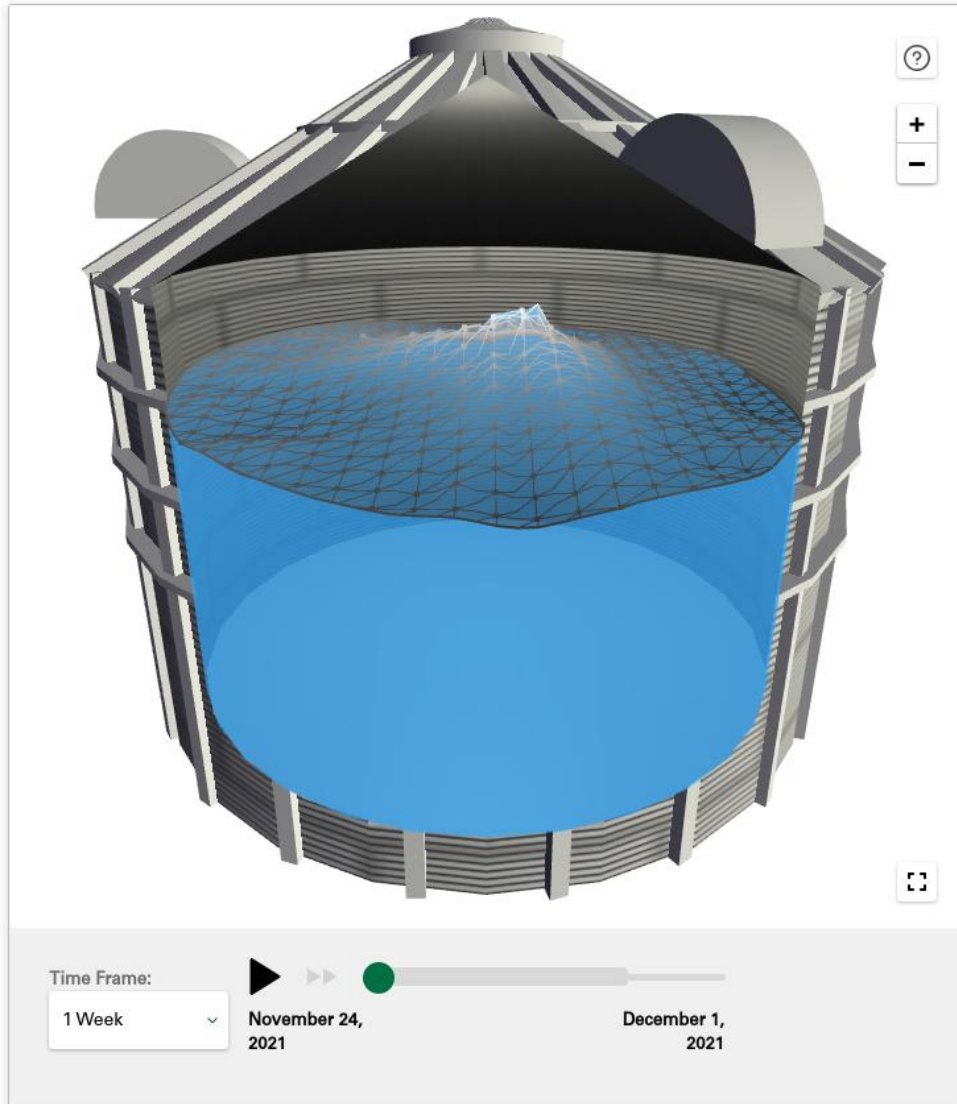 ?
+
−
Time Frame:
1 Week
November 24,
2021
December 1,
2021